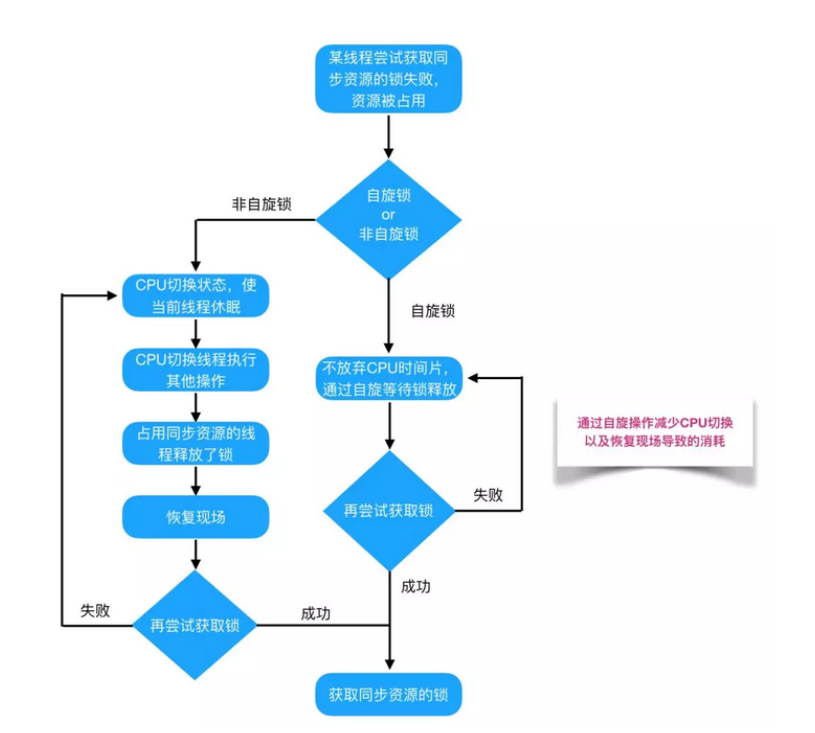 某线程尝试获取同
步资源的锁失败，
资源被占用
自旋锁
or
非自旋锁
非自旋锁
自旋锁
CPU切换状态，使
当前线程休眠
CPU切换线程执行
其他操作
占用同步资源的线
程释放了锁
恢复现场
再尝试获取锁
失败
成功
不放弃CPU时间片，
通过自旋等待锁释放
再尝试获取锁
失败
成功
获取同步资源的锁
通过自旋操作减少CPU切换
以及恢复现场导致的消耗